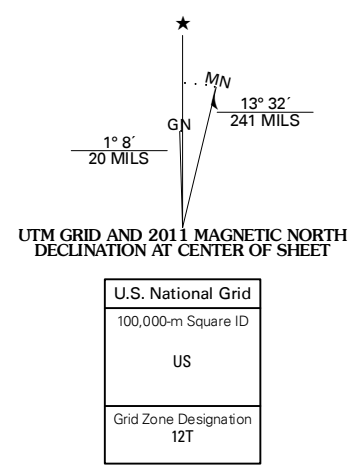 ★
MN
GN
13° 32´
241 MILS
1° 8´
20 MILS
UTM GRID AND 2011 MAGNETIC NORTH
DECLINATION AT CENTER OF SHEET
U.S. National Grid
100,000-m Square ID
US
Grid Zone Designation
12T